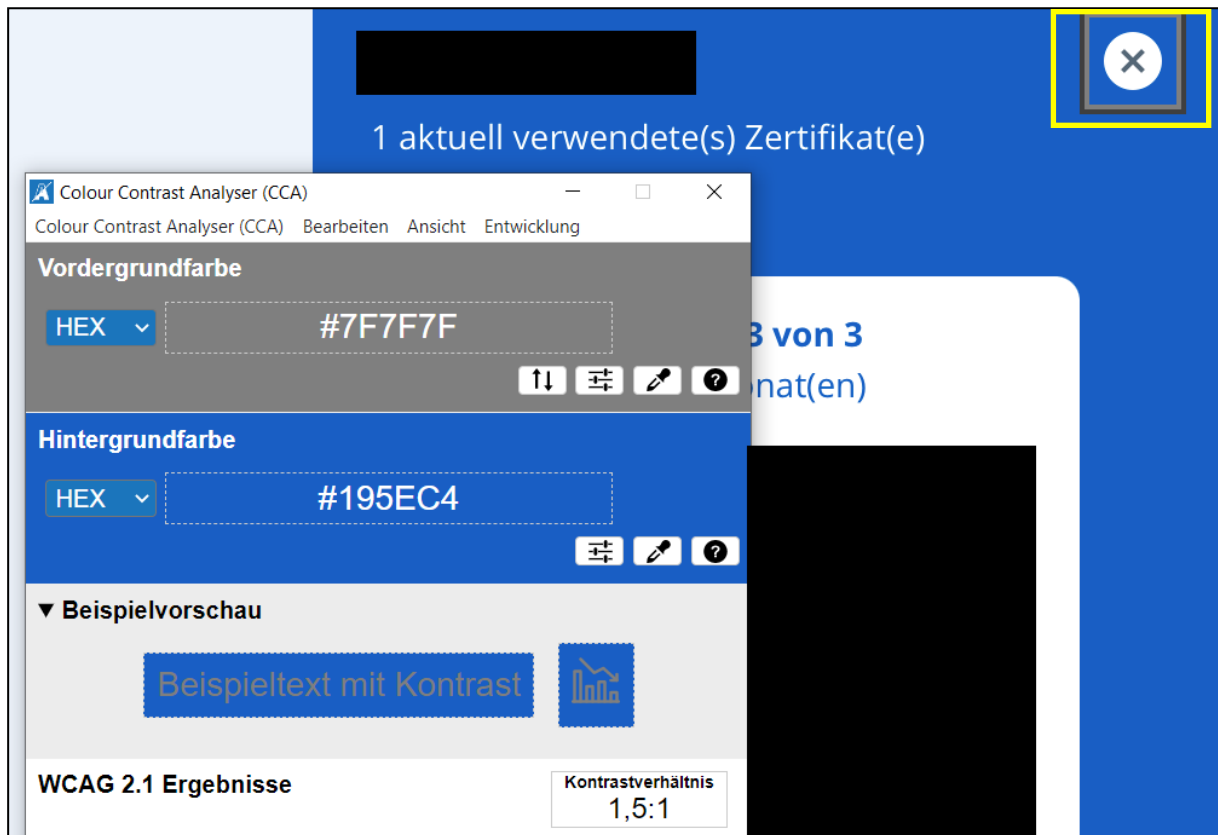 1 aktuell verwendete(s) Zertifikat(e)
Colour Contrast Analyser (CCA)
Colour Contrast Analyser (CCA) Bearbeiten Ansicht Entwicklung
Vordergrundfarbe
HEX #7F7F7F
3 von 3
nat(en)
Hintergrundfarbe
HEX #195EC4
▼ Beispielvorschau
Beispieltext mit Kontrast
WCAG 2.1 Ergebnisse
Kontrastverhältnis
1,5:1